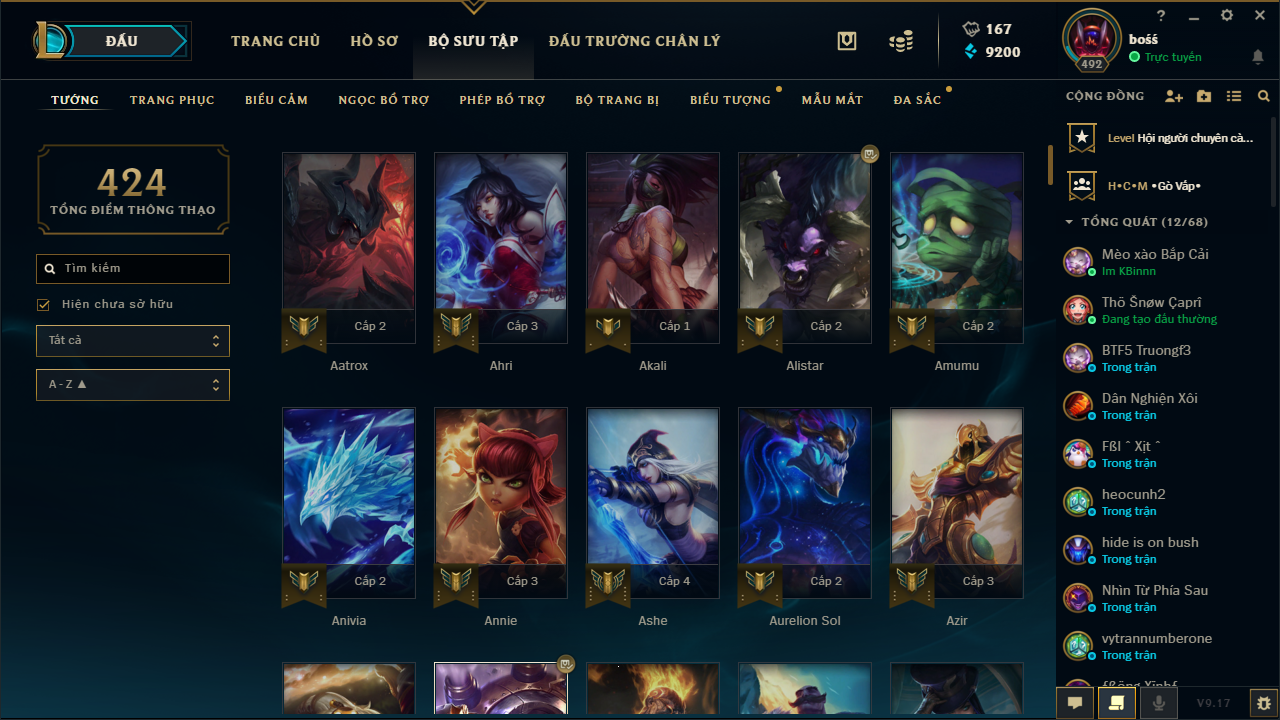 ĐẤU
TRANG CHỦ
HỒ SƠ
BỘ SƯU TẬP
ĐẤU TRƯỜNG CHÂN LÝ
167
9200
492
bośś
Trực tuyến
TƯỚNG
TRANG PHỤC
BIỂU CẢM
NGỌC BỔ TRỢ
PHÉP BỔ TRỢ
BỘ TRANG BỊ
BIỂU TƯỢNG
MẪU MẮT
ĐA SẮC
424
TỔNG ĐIỂM THÔNG THẠO
Tìm kiếm
Hiện chưa sở hữu
Tất cả
A - Z ▲
Cấp 2
Cấp 3
Cấp 1
Cấp 2
Cấp 2
Aatrox
Ahri
Akali
Alistar
Amumu
Cấp 2
Cấp 3
Cấp 4
Cấp 2
Cấp 3
Anivia
Annie
Ashe
Aurelion Sol
Azir
CỘNG ĐỒNG
Level Hội người chuyên cà...
H•C•M •Gò Vấp•
TỔNG QUÁT (12/68)
Mèo xào Bắp Cải
Im KBinnn
Thõ Šnøw Çaprî
Đang tạo đấu thường
BTF5 Truongf3
Trong trận
Dân Nghiện Xôi
Trong trận
Fßl ˆ Xịt ˆ
Trong trận
heocunh2
Trong trận
hide is on bush
Trong trận
Nhìn Từ Phía Sau
Trong trận
vytrannumberone
Trong trận
V9.17